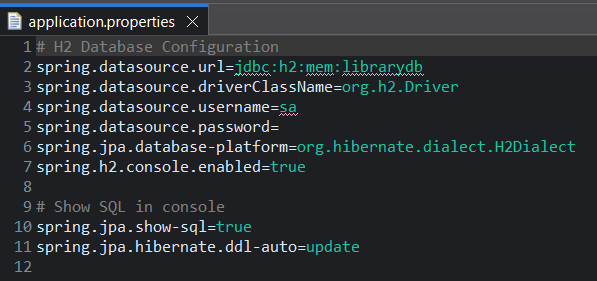 application.properties
1 # H2 Database Configuration
2 spring.datasource.url=jdbc:h2:mem:librarydb
3 spring.datasource.driverClassName=org.h2.Driver
4 spring.datasource.username=sa
5 spring.datasource.password=
6 spring.jpa.database-platform=org.hibernate.dialect.H2Dialect
7 spring.h2.console.enabled=true
8
9 # Show SQL in console
10 spring.jpa.show-sql=true
11 spring.jpa.hibernate.ddl-auto=update
12